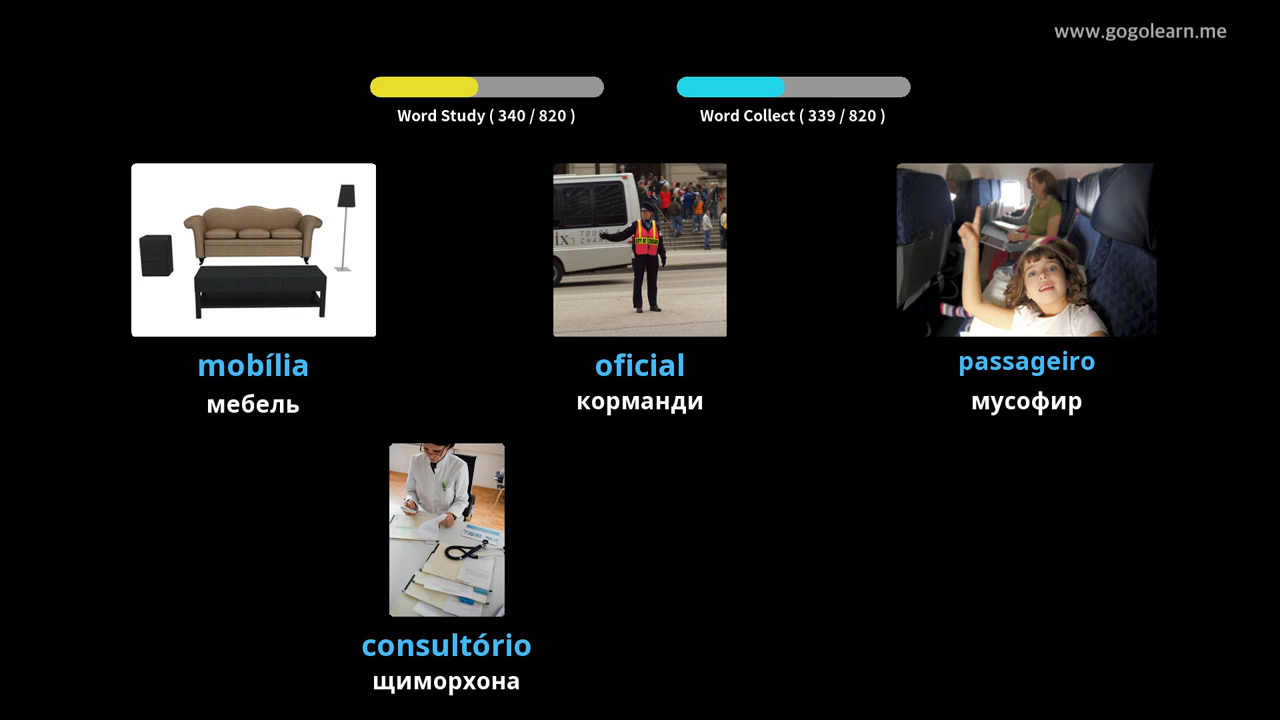 www.gogolearn.me
Word Study ( 340 / 820 )
Word Collect ( 339 / 820 )
mobília
мебель
oficial
корманди
passageiro
мусофир
consultório
щиморхона